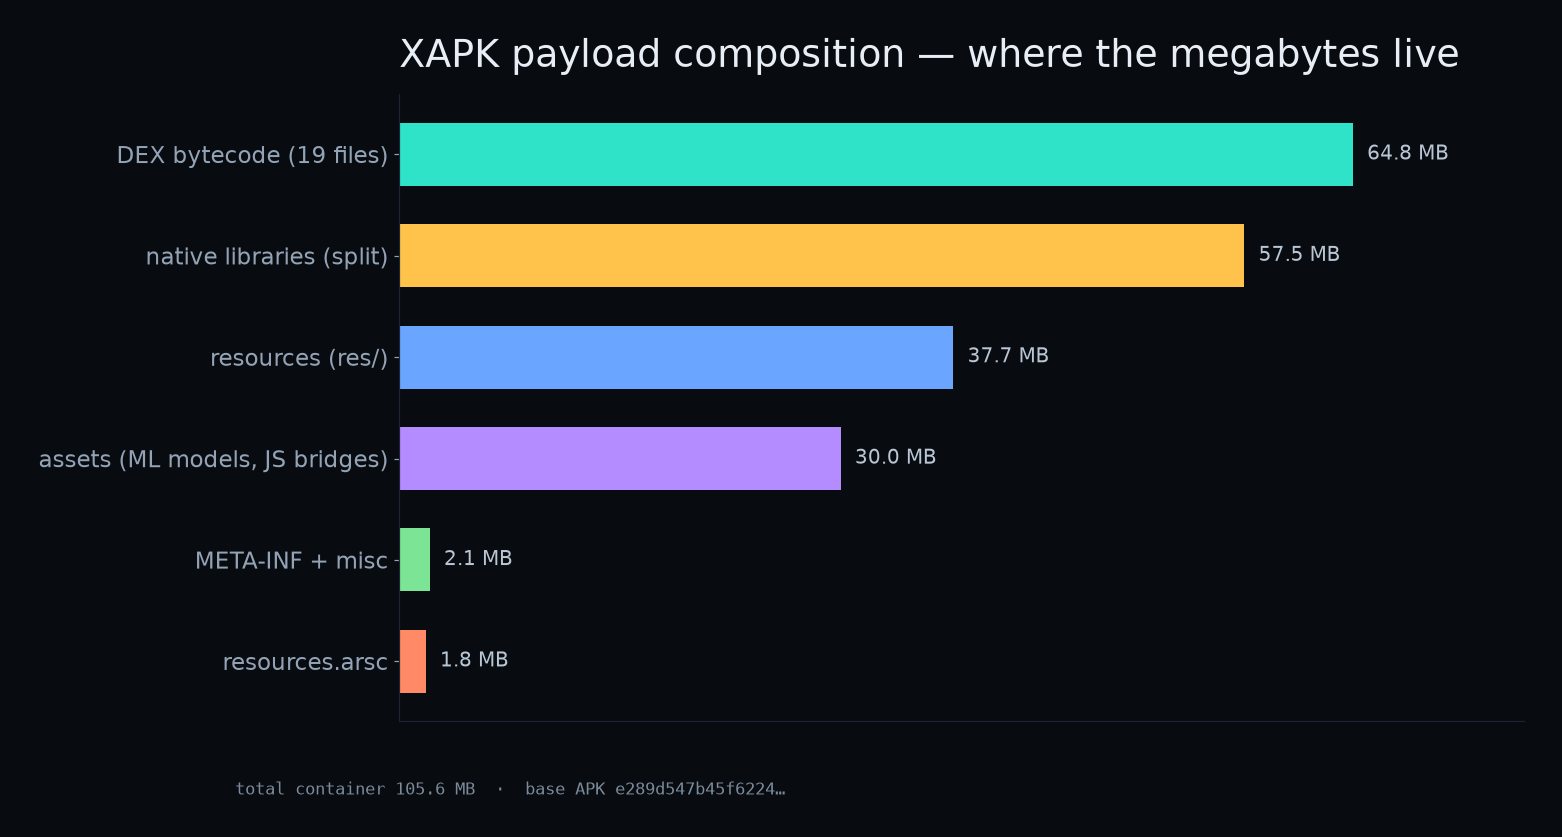 XAPK payload composition — where the megabytes live
DEX bytecode (19 files)
64.8 MB
native libraries (split)
57.5 MB
resources (res/)
37.7 MB
assets (ML models, JS bridges)
30.0 MB
META-INF + misc
2.1 MB
resources.arsc
1.8 MB
total container 105.6 MB · base APK e289d547b45f6224…